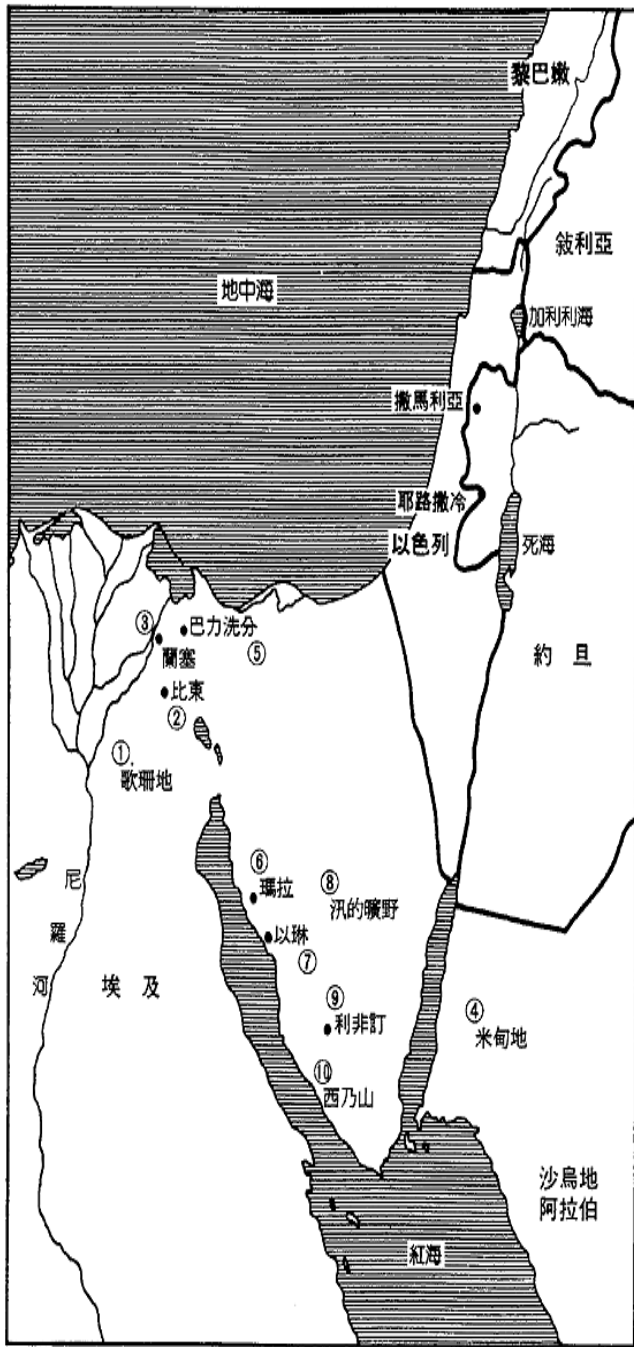 黎巴嫩
敍利亞
地中海
加利利海
撒馬利亞
耶路撒冷
以色列
死海
③
巴力洗分
蘭塞
⑤
約旦
比東
②
①
歌珊地
⑥
瑪拉
⑧
汛的曠野
尼羅河
以琳
埃及
⑦
⑨
利非訂
④
米甸地
⑩
西乃山
沙烏地
阿拉伯
紅海